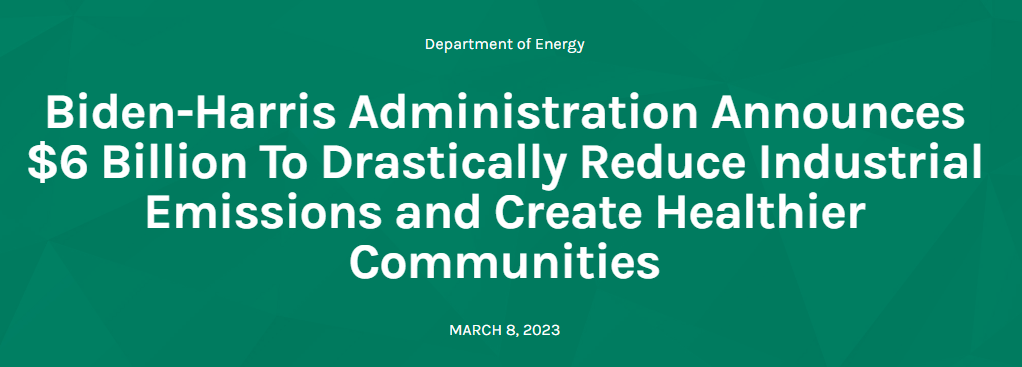 Department of Energy
Biden-Harris Administration Announces
$6 Billion To Drastically Reduce Industrial
Emissions and Create Healthier
Communities
MARCH 8, 2023